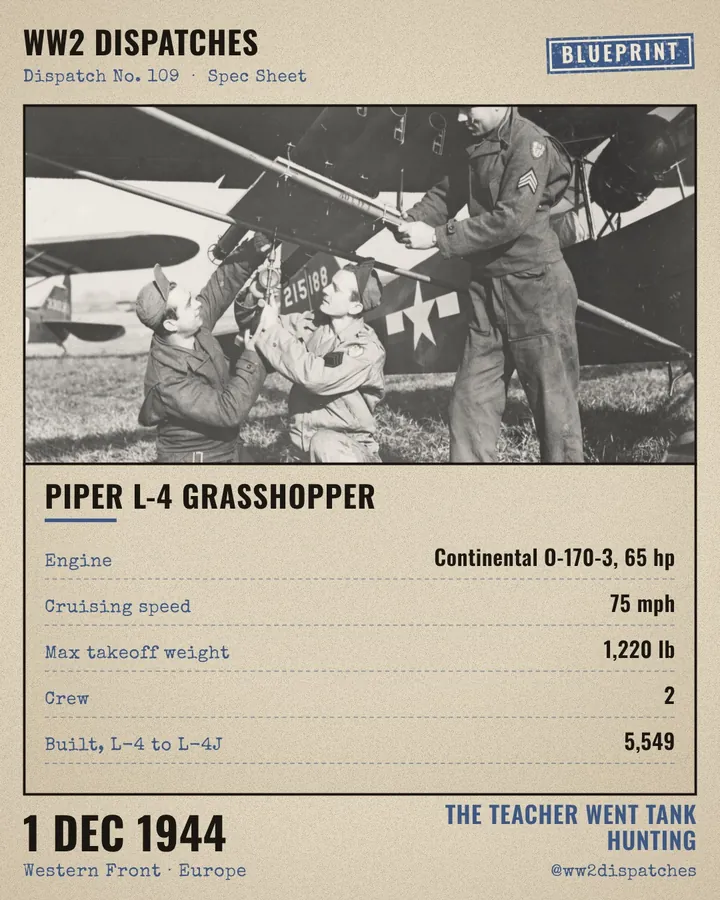 WW2 DISPATCHES
Dispatch No. 109 · Spec Sheet
BLUEPRINT
215188
PIPER L-4 GRASSHOPPER
Engine Continental O-170-3, 65 hp
Cruising speed 75 mph
Max takeoff weight 1,220 lb
Crew 2
Built, L-4 to L-4J 5,549
1 DEC 1944
Western Front · Europe
THE TEACHER WENT TANK
HUNTING
@ww2dispatches